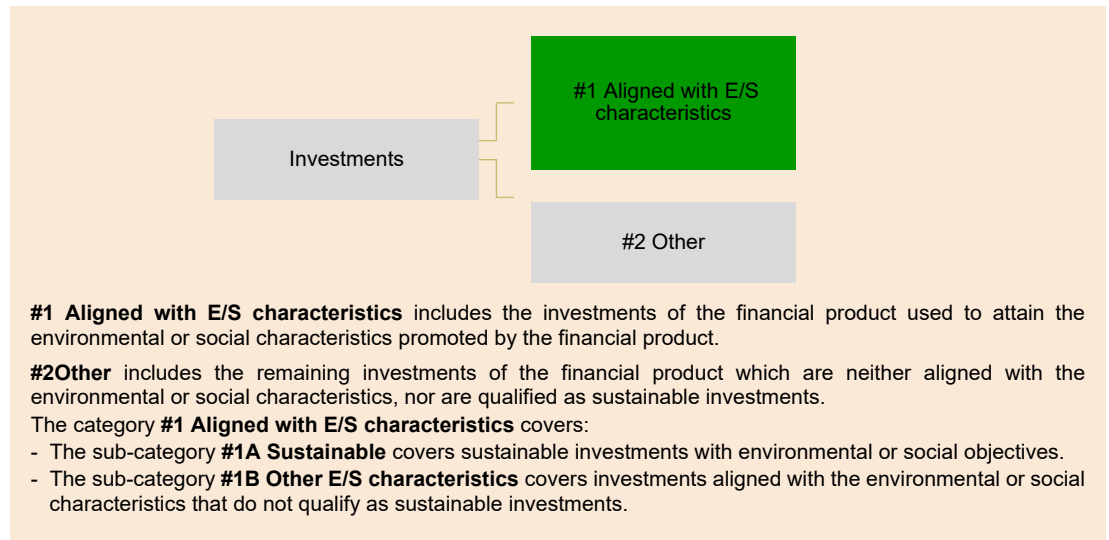 #1 Aligned with E/S
characteristics
Investments
#2 Other
#1 Aligned with E/S characteristics includes the investments of the financial product used to attain the
environmental or social characteristics promoted by the financial product.
#2Other includes the remaining investments of the financial product which are neither aligned with the
environmental or social characteristics, nor are qualified as sustainable investments.
The category #1 Aligned with E/S characteristics covers:
- The sub-category #1A Sustainable covers sustainable investments with environmental or social objectives.
- The sub-category #1B Other E/S characteristics covers investments aligned with the environmental or social
characteristics that do not qualify as sustainable investments.